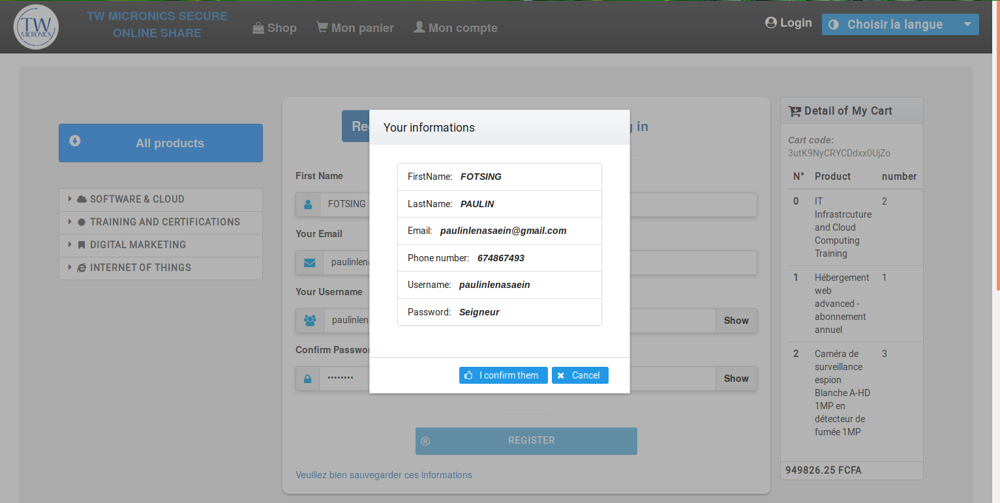 TW
MICRONICS
TW MICRONICS SECURE
ONLINE SHARE
Shop
Mon panier
Mon compte
Login
Choisir la langue
All products
SOFTWARE & CLOUD
TRAINING AND CERTIFICATIONS
DIGITAL MARKETING
INTERNET OF THINGS
in
First Name
FOTSING
Your Email
Your Username
Show
Confirm
••••••••
Show
® REGISTER
Veuillez bien sauvegarder ces informations
Your informations
FirstName: FOTSING
LastName: PAULIN
Email: paulinlenasaein@gmail.com
Phone number: 674867493
Username: paulinlenasaein
Password: Seigneur
I confirm them
Cancel
Detail of My Cart
Cart code:
3utK9NyCRYCDdxx0UjZo
N° Product number
0 IT 2
Infrastrcuture
and Cloud
Computing
Training
1 Hébergement 1
web
advanced -
abonnement
annuel
2 Caméra de 3
surveillance
espion
Blanche A-HD
1MP en
détecteur de
fumée 1MP
949826.25 FCFA